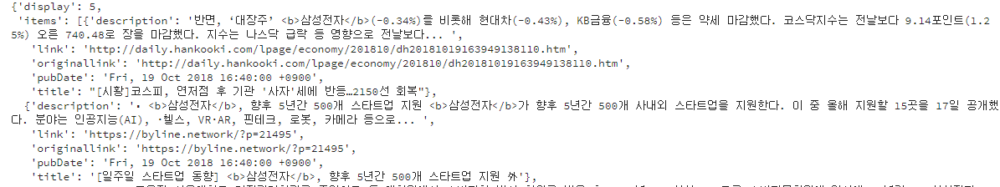 {'display': 5,
'items': [{'description': '반면, ‘대장주’ <b>삼성전자</b>(-0.34%)를 비롯해 현대차(-0.43%), KB금융(-0.58%) 등은 약세 마감했다. 코스닥지수는 전날보다 9.14포인트(1.2
5%) 오른 740.48로 장을 마감했다. 지수는 나스닥 급락 등 영향으로 전날보다... ',
'link': 'http://daily.hankooki.com/lpage/economy/201810/dh20181019163949138110.htm',
'originallink': 'http://daily.hankooki.com/lpage/economy/201810/dh20181019163949138110.htm',
'pubDate': 'Fri, 19 Oct 2018 16:40:00 +0900',
'title': "[시황]코스피, 연저점 후 기관 '사자'세에 반등…2150선 회복"},
{'description': '▪ <b>삼성전자</b>, 향후 5년간 500개 스타트업 지원 <b>삼성전자</b>가 향후 5년간 500개 사내외 스타트업을 지원한다. 이 중 올해 지원할 15곳을 17일 공개했
다. 분야는 인공지능(AI), ·헬스, VR·AR, 핀테크, 로봇, 카메라 등으로... ',
'link': 'https://byline.network/?p=21495',
'originallink': 'https://byline.network/?p=21495',
'pubDate': 'Fri, 19 Oct 2018 16:40:00 +0900',
'title': '[일주일 스타트업 동향] <b>삼성전자</b>, 향후 5년간 500개 스타트업 지원 外'},